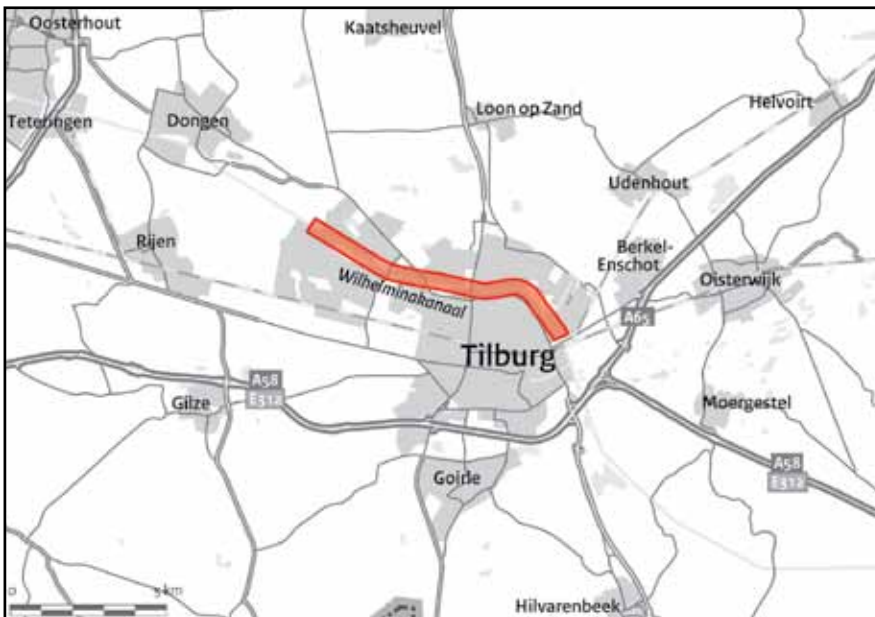 Oosterhout
Kaatsheuvel
Helvoirt
Loon op Zand
Teteringen
Dongen
Udenhout
Rijen
Berkel-
Enschot
Oisterwijk
Wilhelminakanaal
A65
Tilburg
A58
E312
Gilze
Moergestel
Goirle
A58
E312
0
5 km
Hilvarenbeek